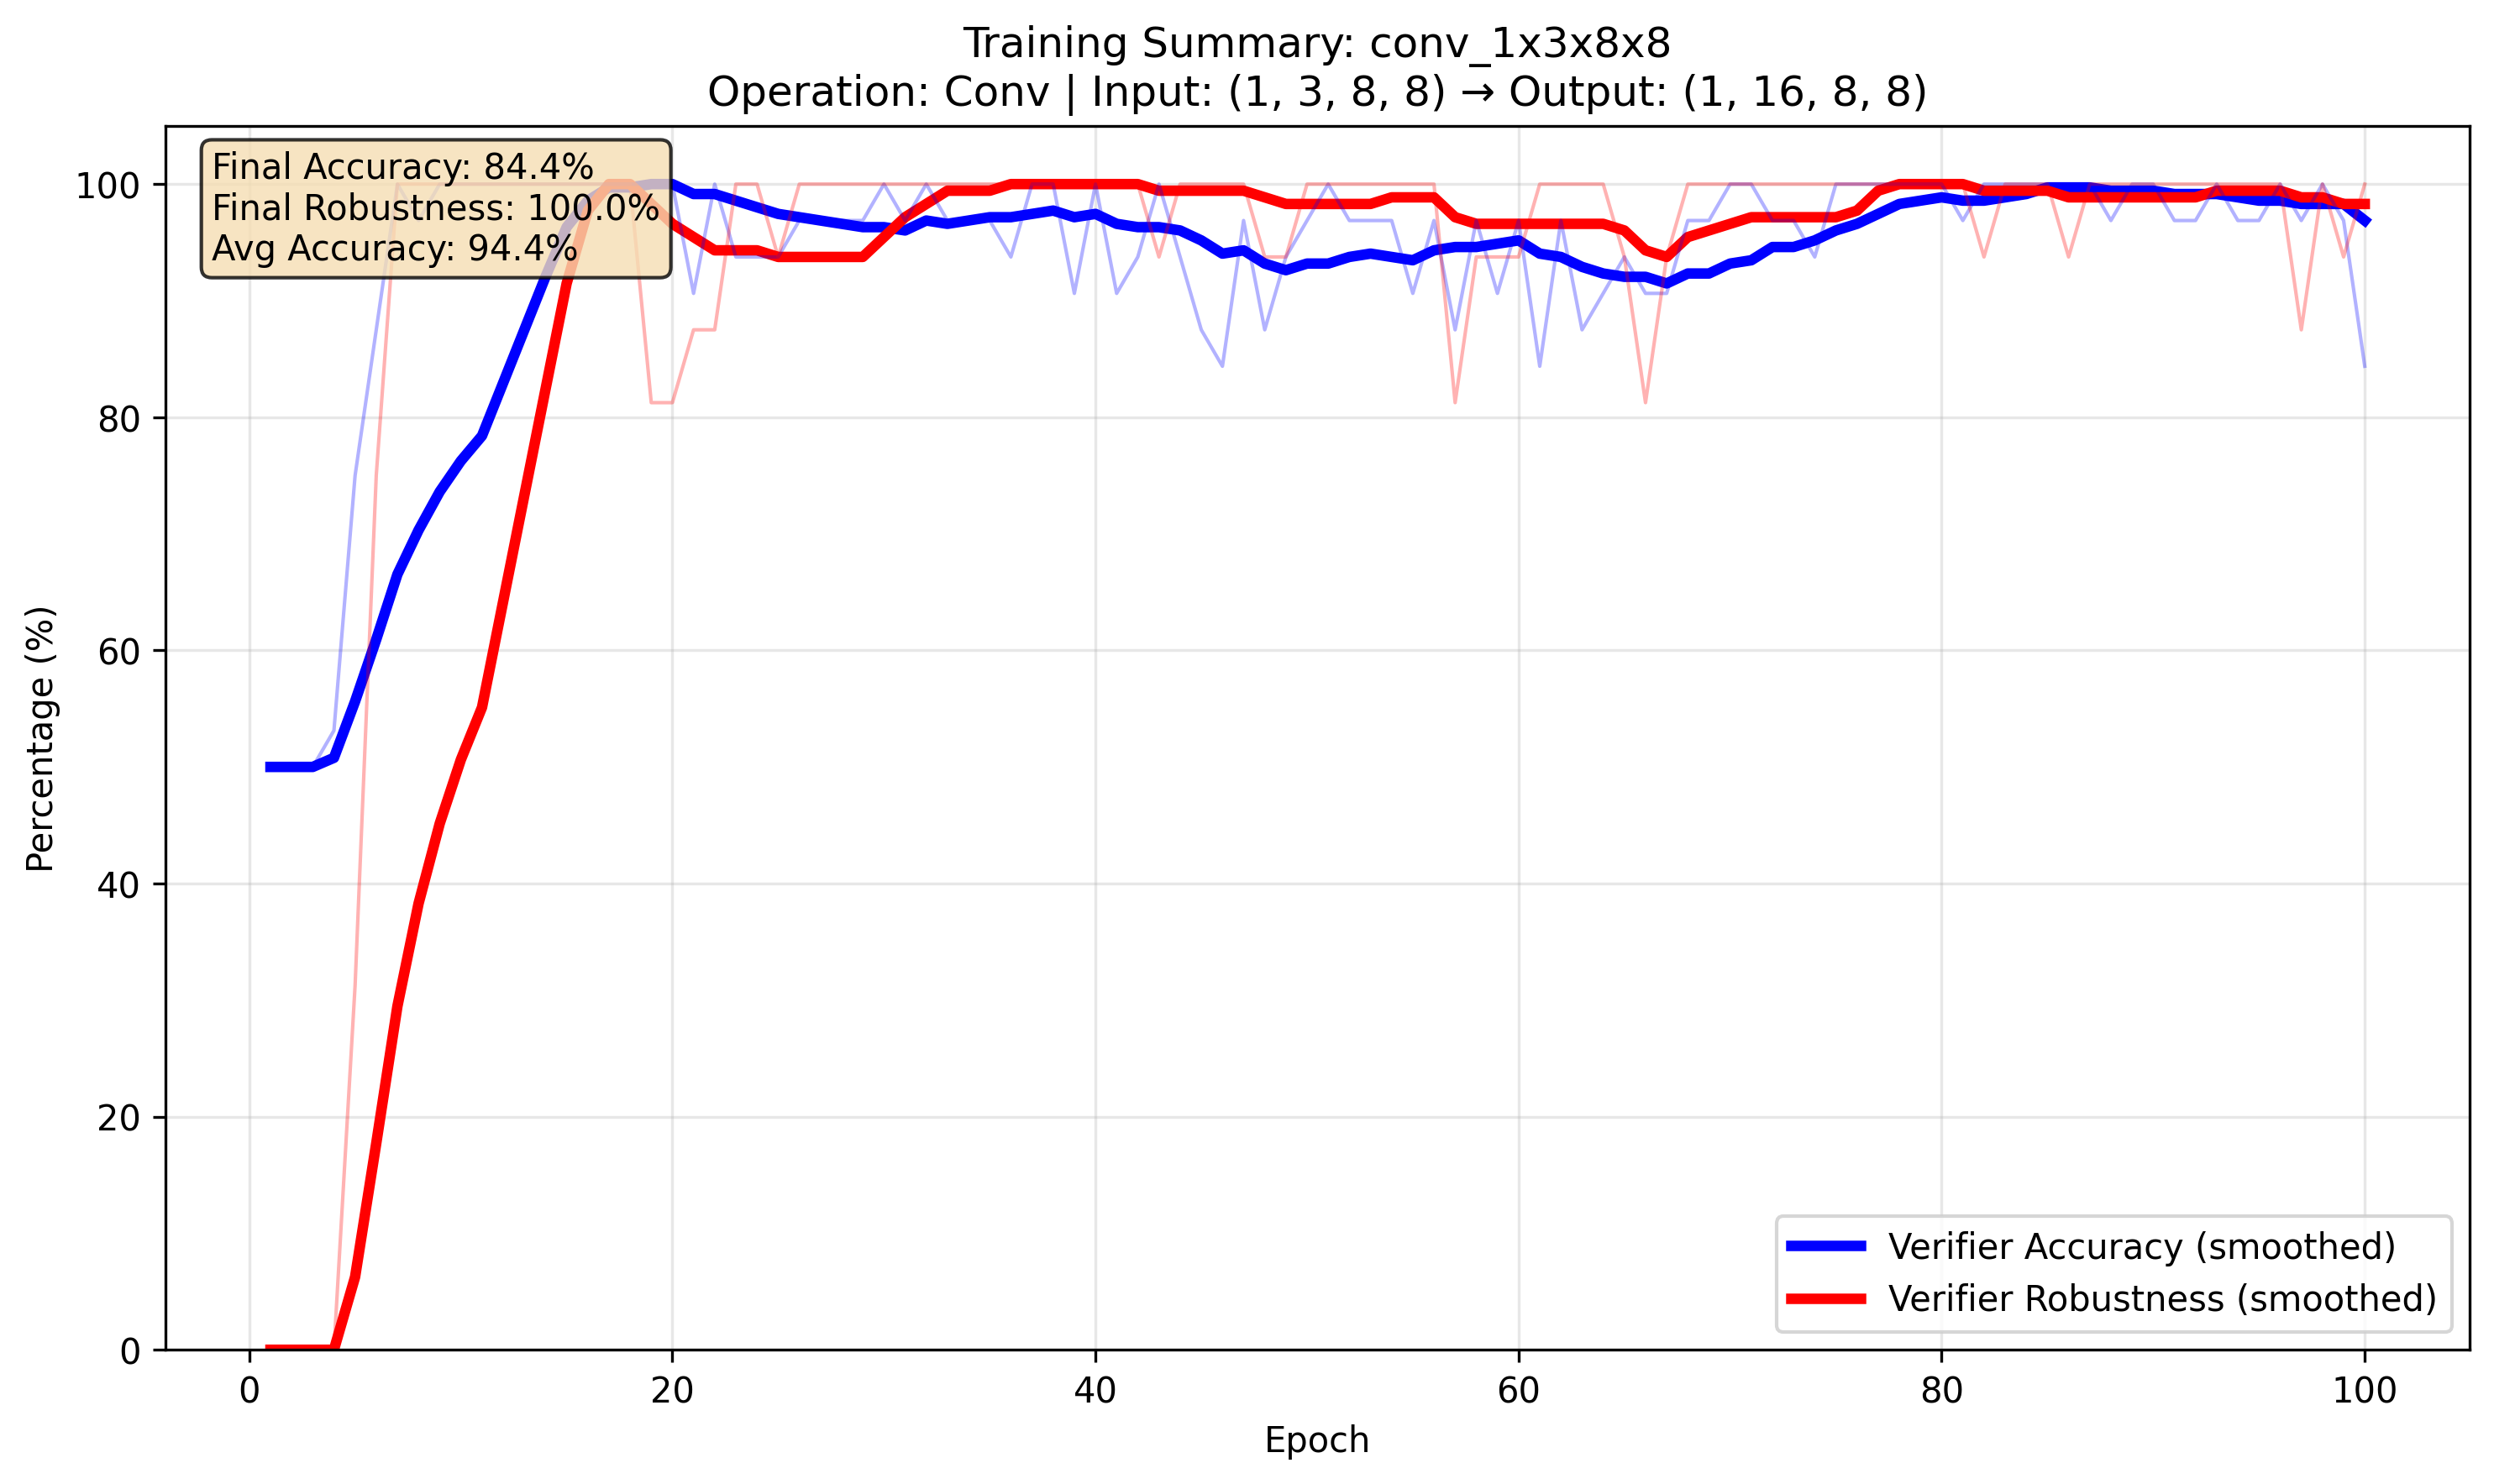 Training Summary: conv_1x3x8x8
Operation: Conv | Input: (1, 3, 8, 8) → Output: (1, 16, 8, 8)
Final Accuracy: 84.4%
Final Robustness: 100.0%
Avg Accuracy: 94.4%
100
80
60
40
20
0
Percentage (%)
Verifier Accuracy (smoothed)
Verifier Robustness (smoothed)
0 20 40 60 80 100
Epoch